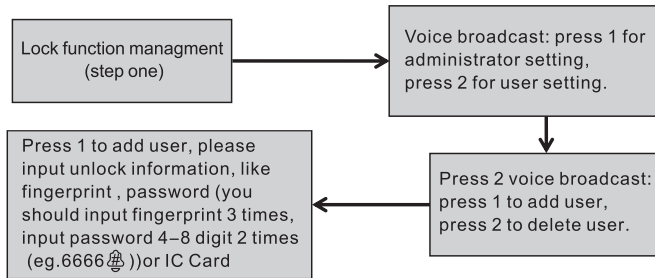 Lock function managment
(step one)
Voice broadcast: press 1 for
administrator setting,
press 2 for user setting.
Press 2 voice broadcast:
press 1 to add user,
press 2 to delete user.
Press 1 to add user, please
input unlock information, like
fingerprint , password (you
should input fingerprint 3 times,
input password 4–8 digit 2 times
(eg.6666 ))or IC Card